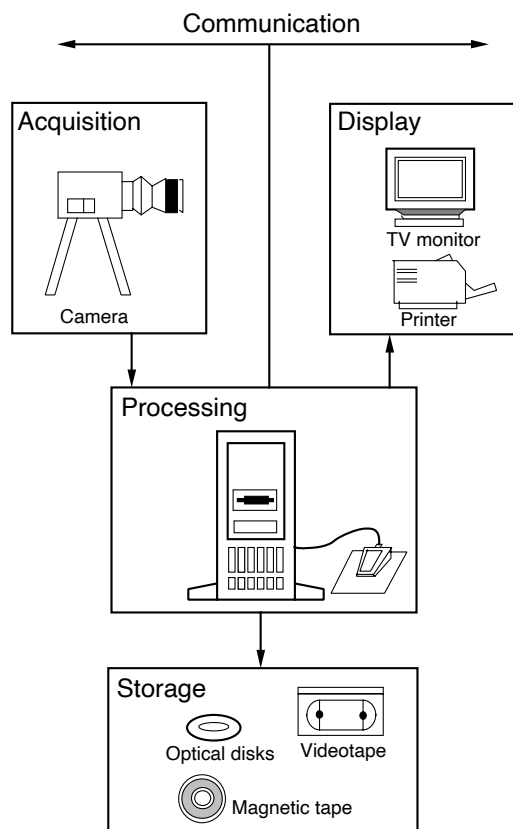 Communication
Acquisition
Camera
Display
TV monitor
Printer
Processing
Storage
Optical disks
Videotape
Magnetic tape